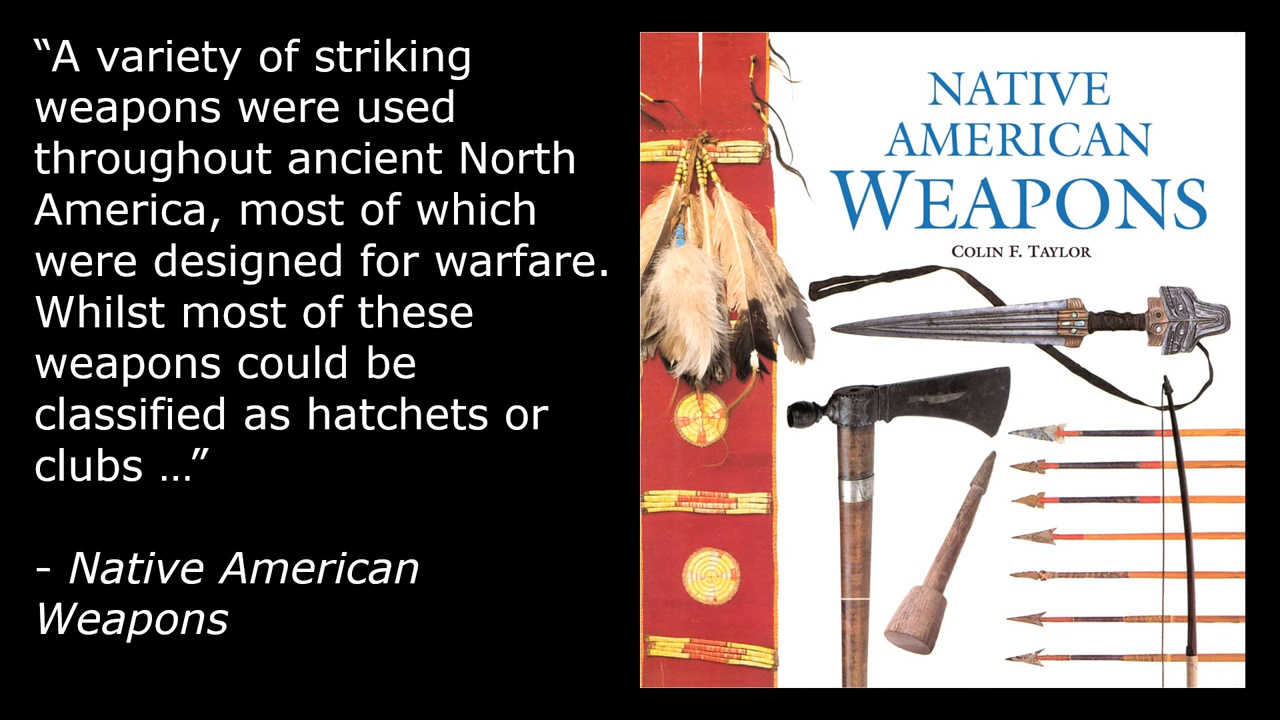 “A variety of striking
weapons were used
throughout ancient North
America, most of which
were designed for warfare.
Whilst most of these
weapons could be
classified as hatchets or
clubs …”
- Native American
Weapons
NATIVE
AMERICAN
WEAPONS
COLIN F. TAYLOR